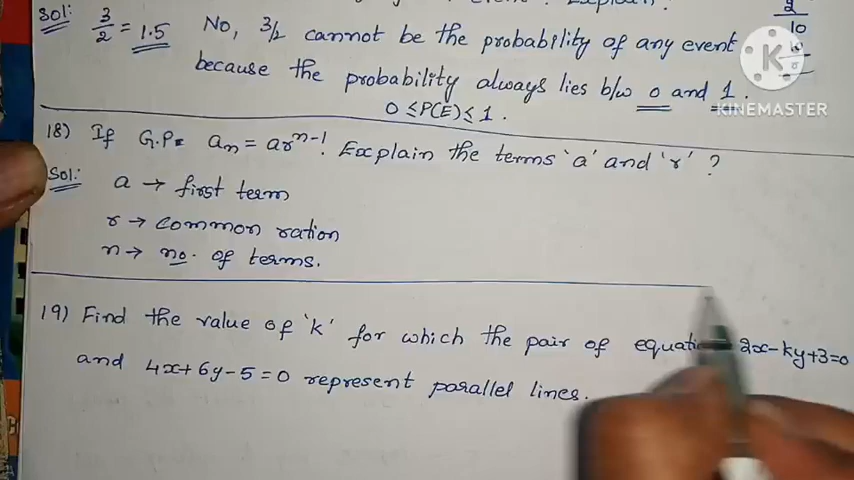 Sol: 3/2 = 1.5 No, 3/2 cannot be the probability of any event
because the probability always lies b/w 0 and 1.
0 ≤ P(E) ≤ 1.
KINEMASTER
18) If G.P= aₙ = arⁿ⁻¹. Explain the terms 'a' and 'r' ?
Sol: a → first term
r → common ration
n → no. of terms.
19) Find the value of 'k' for which the pair of 2x-ky+3=0
and 4x+6y-5=0 represent parallel lines.